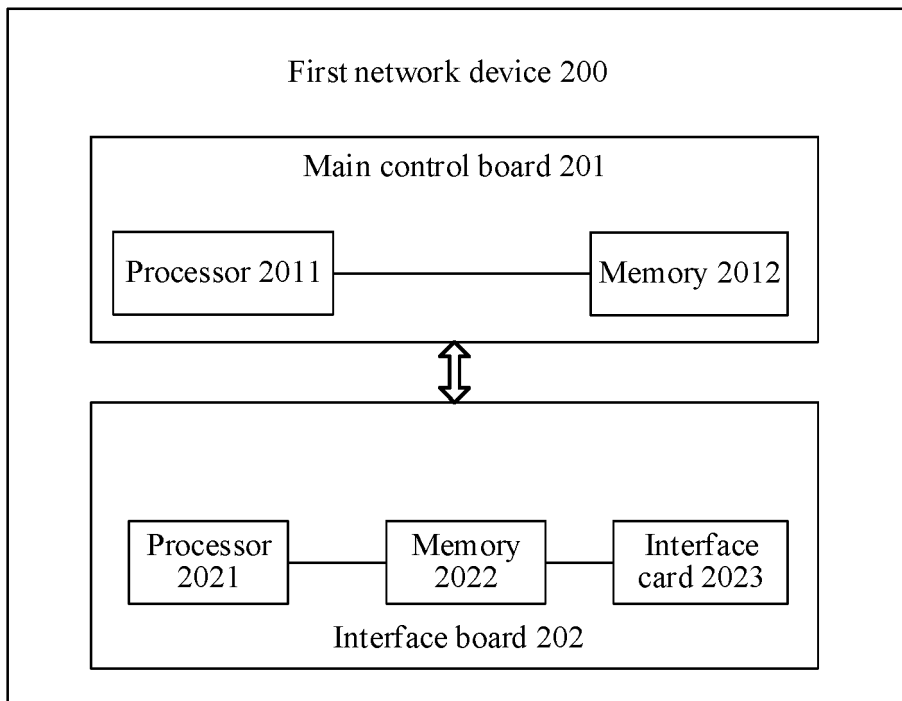 First network device 200
Main control board 201
Processor 2011
Memory 2012
Processor
2021
Memory
2022
Interface
card 2023
Interface board 202